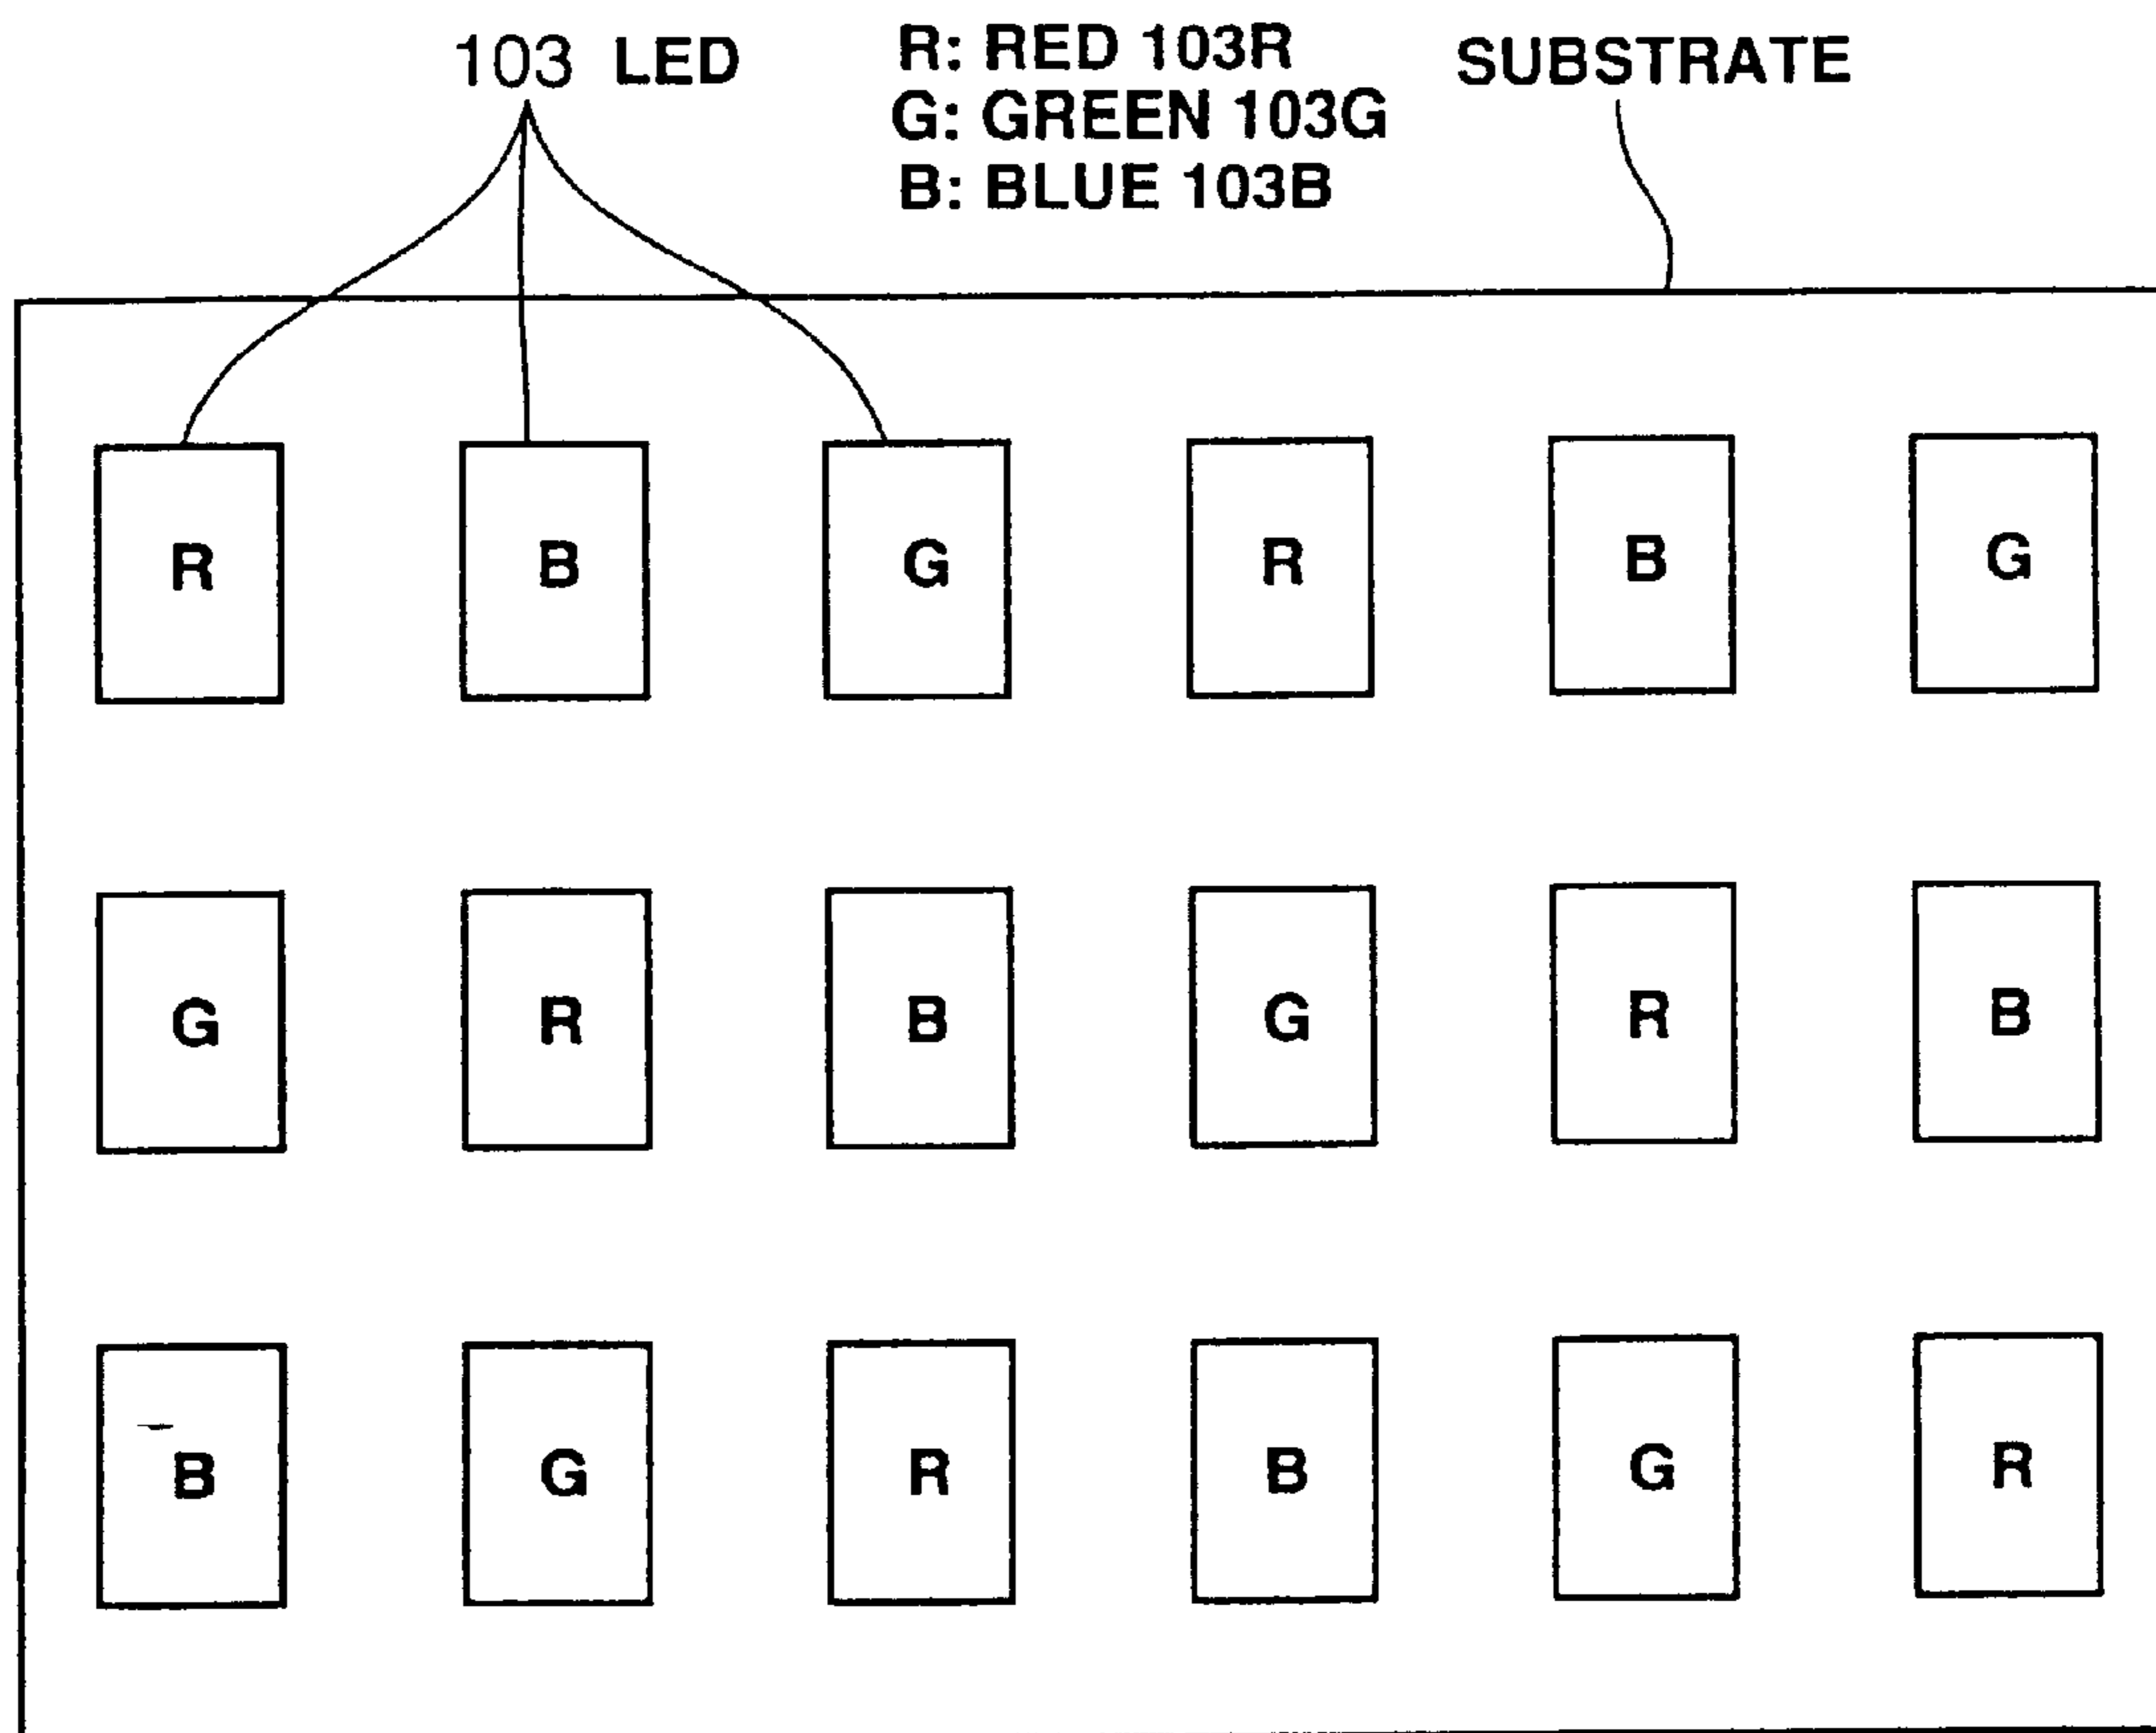 103 LED
R: RED 103R
G: GREEN 103G
B: BLUE 103B
SUBSTRATE
R B G R B G
G R B G R B
B G R B G R